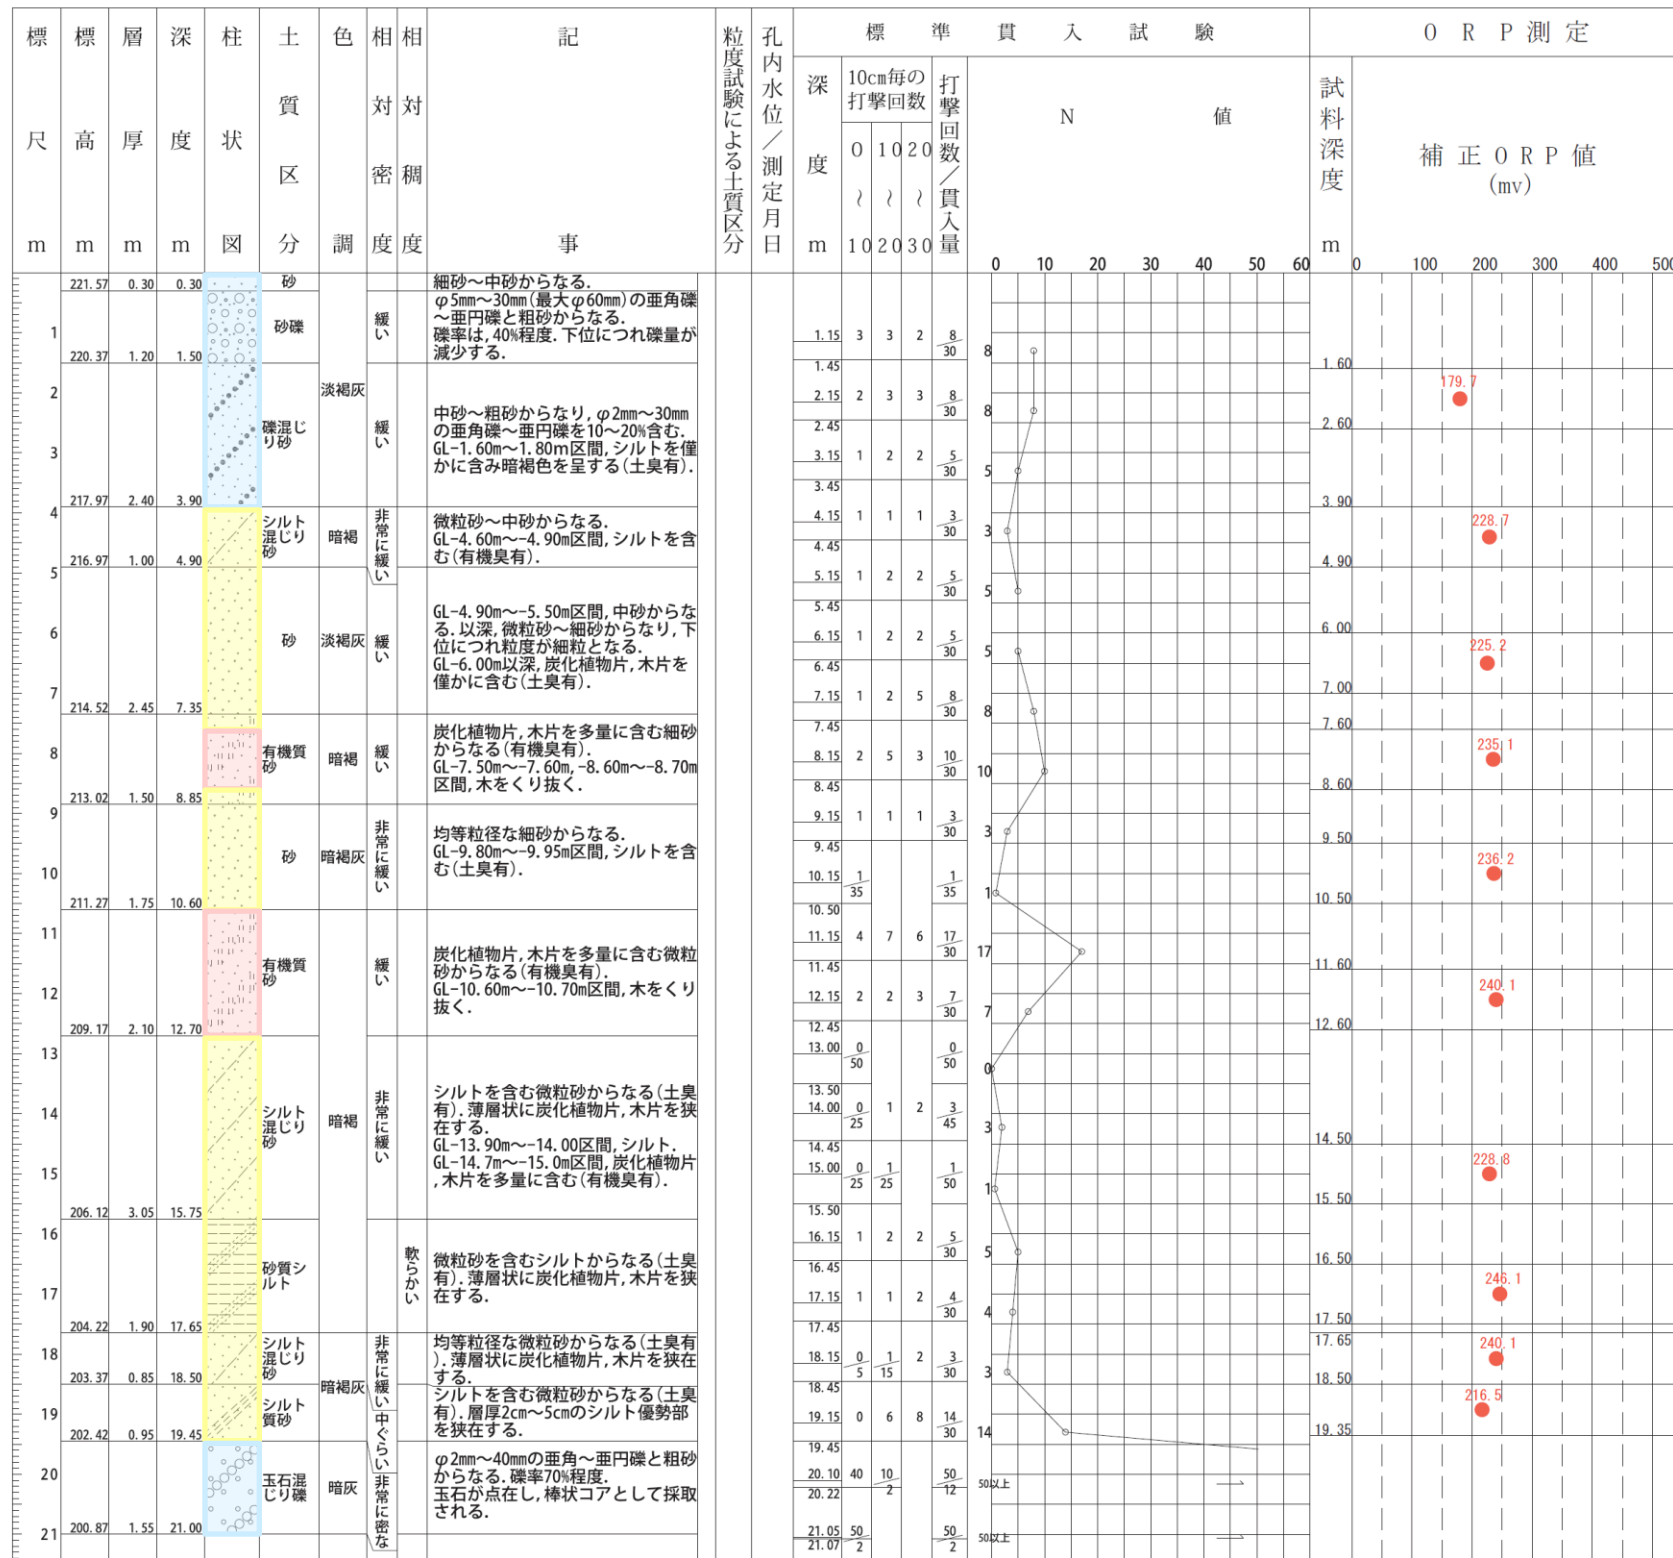 標尺 m
標高 m
層厚 m
深度 m
柱状図
土質区分
色調
相対密度
相対稠度
記事
粒度試験による土質区分
孔内水位／測定月日
標準貫入試験
深度 m
10cm毎の
打撃回数
0～10
10～20
20～30
打撃回数／貫入量
N 値
0 10 20 30 40 50 60
ORP測定
試料深度 m
補正ORP値
(mv)
0 100 200 300 400 500
221.57 0.30 0.30
砂
細砂～中砂からなる.
1
220.37 1.20 1.50
砂礫
緩い
φ5mm～30mm(最大φ60mm)の亜角礫
～亜円礫と粗砂からなる.
礫率は,40%程度.下位につれ礫量が
減少する.
2
3
217.97 2.40 3.90
礫混じ
り砂
淡褐灰
緩い
中砂～粗砂からなり,φ2mm～30mm
の亜角礫～亜円礫を10～20%含む.
GL-1.60m～1.80m区間,シルトを僅
かに含み暗褐色を呈する(土臭有).
4
216.97 1.00 4.90
シルト
混じり
砂
暗褐
非常に緩い
微粒砂～中砂からなる.
GL-4.60m～-4.90m区間,シルトを含
む(有機臭有).
5
6
7
214.52 2.45 7.35
砂
淡褐灰
緩い
GL-4.90m～-5.50m区間,中砂からな
る.以深,微粒砂～細砂からなり,下
位につれ粒度が細粒となる.
GL-6.00m以深,炭化植物片,木片を
僅かに含む(土臭有).
8
213.02 1.50 8.85
有機質
砂
暗褐
緩い
炭化植物片,木片を多量に含む細砂
からなる(有機臭有).
GL-7.50m～-7.60m,-8.60m～-8.70m
区間,木をくり抜く.
9
10
211.27 1.75 10.60
砂
暗褐灰
非常に緩い
均等粒径な細砂からなる.
GL-9.80m～-9.95m区間,シルトを含
む(土臭有).
11
12
209.17 2.10 12.70
有機質
砂
緩い
炭化植物片,木片を多量に含む微粒
砂からなる(有機臭有).
GL-10.60m～-10.70m区間,木をくり
抜く.
13
14
15
206.12 3.05 15.75
シルト
混じり
砂
暗褐
非常に緩い
シルトを含む微粒砂からなる(土臭
有).薄層状に炭化植物片,木片を狭
在する.
GL-13.90m～-14.00区間,シルト.
GL-14.7m～-15.0m区間,炭化植物片
,木片を多量に含む(有機臭有).
16
17
204.22 1.90 17.65
砂質シ
ルト
軟らかい
微粒砂を含むシルトからなる(土臭
有).薄層状に炭化植物片,木片を狭
在する.
18
203.37 0.85 18.50
シルト
混じり
砂
暗褐灰
非常に緩い
均等粒径な微粒砂からなる(土臭有
).薄層状に炭化植物片,木片を狭在
する.
19
202.42 0.95 19.45
シルト
質砂
中ぐらい
シルトを含む微粒砂からなる(土臭
有).層厚2cm～5cmのシルト優勢部
を狭在する.
20
21
200.87 1.55 21.00
玉石混
じり礫
暗灰
非常に密な
φ2mm～40mmの亜角～亜円礫と粗砂
からなる.礫率70%程度.
玉石が点在し,棒状コアとして採取
される.
1.15 3 3 2 8/30 8
1.45
2.15 2 3 3 8/30 8
2.45
3.15 1 2 2 5/30 5
3.45
4.15 1 1 1 3/30 3
4.45
5.15 1 2 2 5/30 5
5.45
6.15 1 2 2 5/30 5
6.45
7.15 1 2 5 8/30 8
7.45
8.15 2 5 3 10/30 10
8.45
9.15 1 1 1 3/30 3
9.45
10.15 1/35 1/35 1
10.50
11.15 4 7 6 17/30 17
11.45
12.15 2 2 3 7/30 7
12.45
13.00 0/50 0/50 0
13.50
14.00 0/25 1 2 3/45 3
14.45
15.00 0/25 1/25 1/50 1
15.50
16.15 1 2 2 5/30 5
16.45
17.15 1 1 2 4/30 4
17.45
18.15 0/5 1/15 2 3/30 3
18.45
19.15 0 6 8 14/30 14
19.45
20.10 40 10/2 50/12 50以上
20.22
21.05 50/2 50/2 50以上
21.07
1.60
179.7
2.60
3.90
228.7
4.90
6.00
225.2
7.00
7.60
235.1
8.60
9.50
236.2
10.50
11.60
240.1
12.60
14.50
228.8
15.50
16.50
246.1
17.50
17.65
240.1
18.50
216.5
19.35